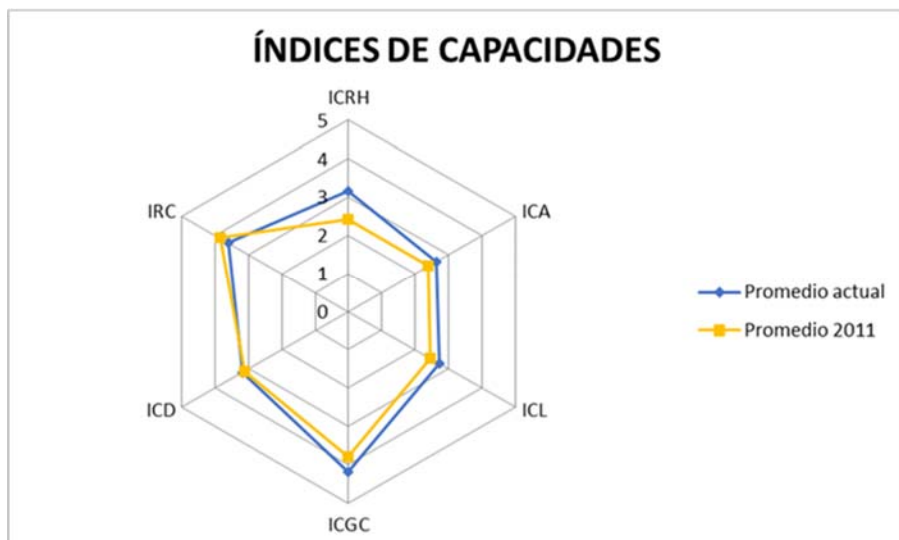 ÍNDICES DE CAPACIDADES
ICRH
5
4
3
2
1
0
IRC
ICA
Promedio actual
Promedio 2011
ICD
ICL
ICGC